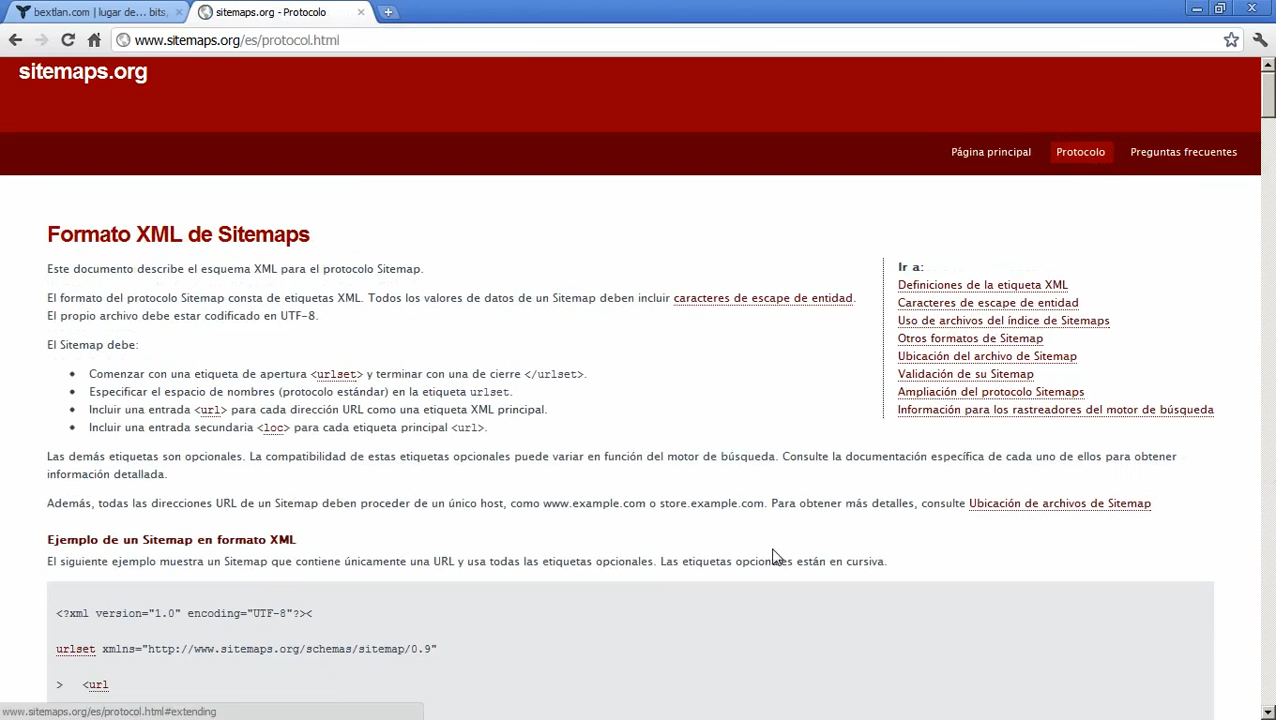 bextlan.com | lugar de... bits,
sitemaps.org - Protocolo
www.sitemaps.org/es/protocol.html
sitemaps.org
Página principal
Protocolo
Preguntas frecuentes
Formato XML de Sitemaps
Este documento describe el esquema XML para el protocolo Sitemap.
El formato del protocolo Sitemap consta de etiquetas XML. Todos los valores de datos de un Sitemap deben incluir caracteres de escape de entidad.
El propio archivo debe estar codificado en UTF-8.
El Sitemap debe:
• Comenzar con una etiqueta de apertura <urlset> y terminar con una de cierre </urlset>.
• Especificar el espacio de nombres (protocolo estándar) en la etiqueta urlset.
• Incluir una entrada <url> para cada dirección URL como una etiqueta XML principal.
• Incluir una entrada secundaria <loc> para cada etiqueta principal <url>.
Ir a:
Definiciones de la etiqueta XML
Caracteres de escape de entidad
Uso de archivos del índice de Sitemaps
Otros formatos de Sitemap
Ubicación del archivo de Sitemap
Validación de su Sitemap
Ampliación del protocolo Sitemaps
Información para los rastreadores del motor de búsqueda
Las demás etiquetas son opcionales. La compatibilidad de estas etiquetas opcionales puede variar en función del motor de búsqueda. Consulte la documentación específica de cada uno de ellos para obtener
información detallada.
Además, todas las direcciones URL de un Sitemap deben proceder de un único host, como www.example.com o store.example.com. Para obtener más detalles, consulte Ubicación de archivos de Sitemap
Ejemplo de un Sitemap en formato XML
El siguiente ejemplo muestra un Sitemap que contiene únicamente una URL y usa todas las etiquetas opcionales. Las etiquetas opcionales están en cursiva.
<?xml version="1.0" encoding="UTF-8"?><
urlset xmlns="http://www.sitemaps.org/schemas/sitemap/0.9"
> <url
www.sitemaps.org/es/protocol.html#extending